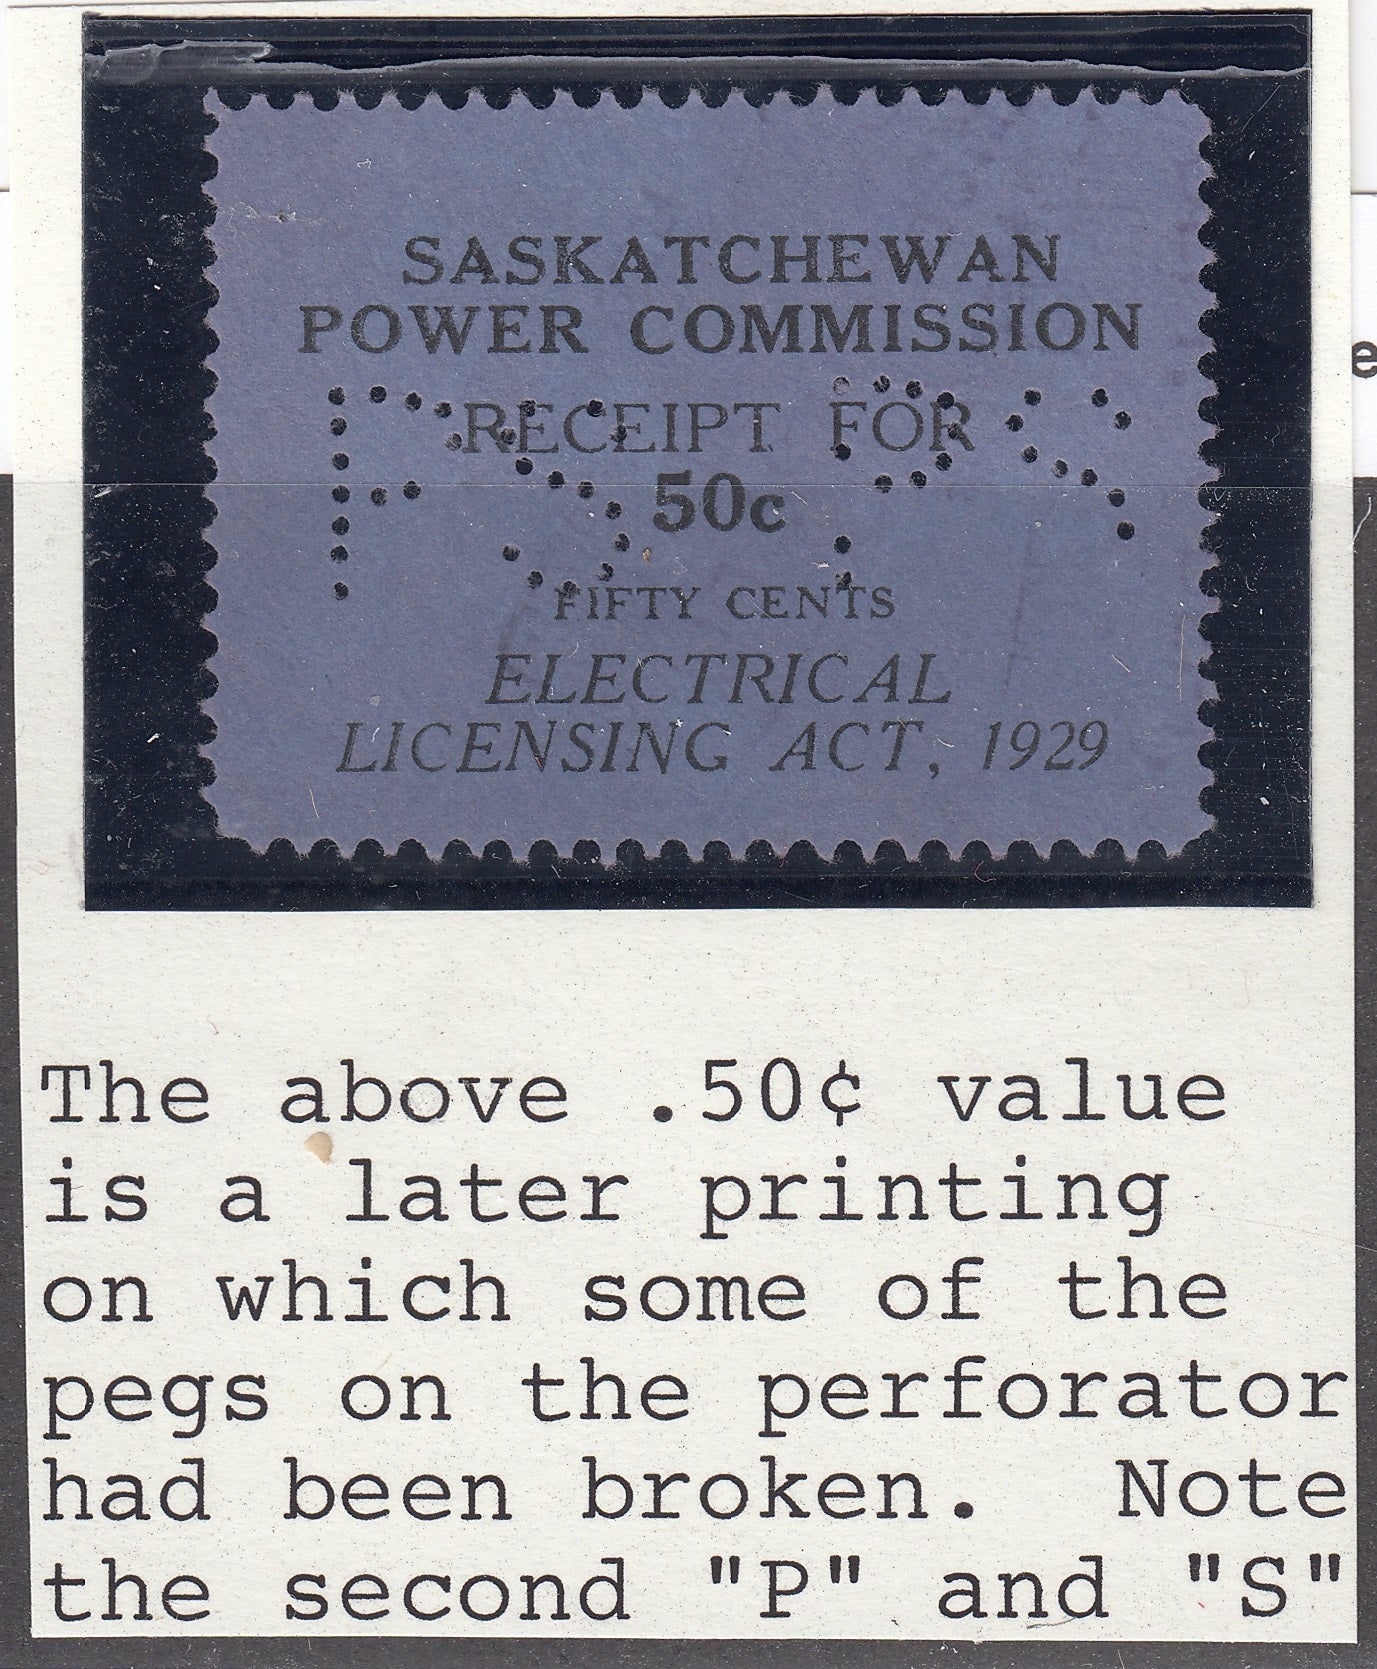 SASKATCHEWAN
POWER COMMISSION
RECEIPT FOR
50c
FIFTY CENTS
ELECTRICAL
LICENSING ACT, 1929
PSPS
e
The above .50¢ value
is a later printing
on which some of the
pegs on the perforator
had been broken. Note
the second "P" and "S"